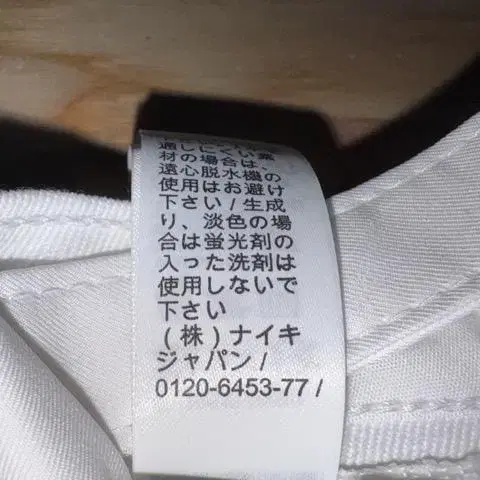 通しにくい素
材の場合は、
遠心脱水機の
使用はお避け
下さい / 生成
り、淡色の場
合は蛍光剤の
入った洗剤は
使用しないで
下さい
(株)ナイキ
ジャパン /
0120-6453-77 /